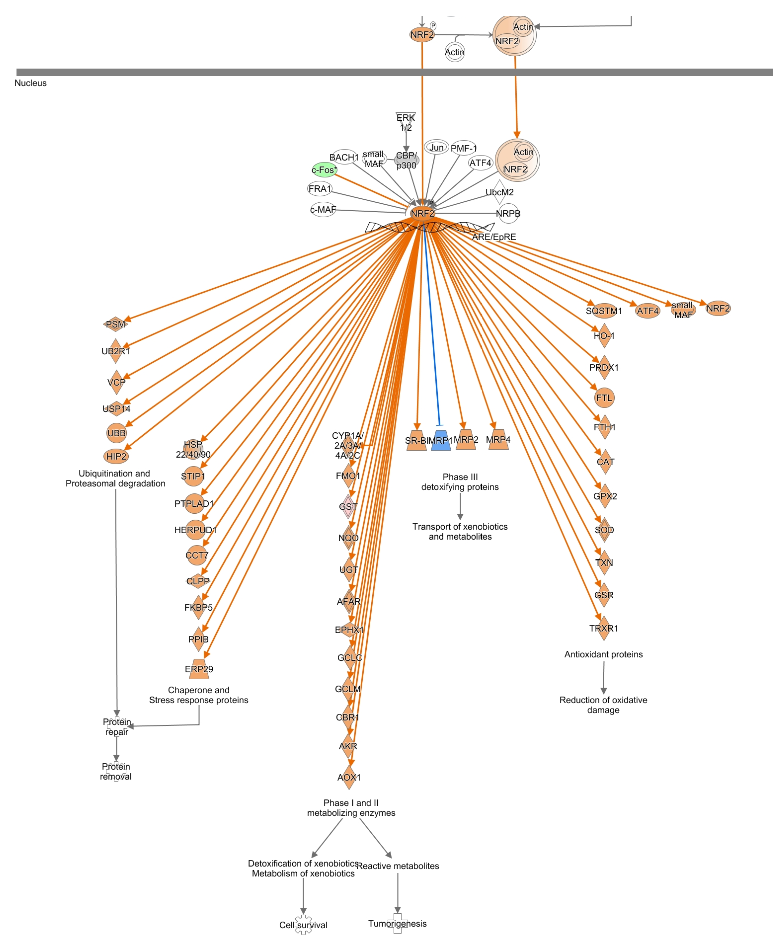 Actin
NRF2
P
NRF2
Actin
Nucleus
ERK
1/2
Jun
PMF-1
BACH1
small
MAF
CBP/
p300
ATF4
Actin
NRF2
c-Fos*
FRA1
UbcM2
c-MAF
NRF2
NRPB
ARE/EpRE
PSM
UB2R1
VCP
USP14
UBB
HIP2
Ubiquitination and
Proteasomal degradation
HSP
22/40/90
STIP1
PTPLAD1
HERPUD1
CCT7
CLPP
FKBP5
PPIB
ERP29
Chaperone and
Stress response proteins
Protein
repair
Protein
removal
CYP1A/
2A/3A/
4A/2C
FMO1
GST
NQO
UGT
AFAR
EPHX1
GCLC
GCLM
CBR1
AKR
AOX1
Phase I and II
metabolizing enzymes
Detoxification of xenobiotics
Metabolism of xenobiotics
Reactive metabolites
Cell survival
Tumorigenesis
SR-BI
MRP1
MRP2
MRP4
Phase III
detoxifying proteins
Transport of xenobiotics
and metabolites
SQSTM1
ATF4
small
MAF
NRF2
HO-1
PRDX1
FTL
FTH1
CAT
GPX2
SOD
TXN
GSR
TRXR1
Antioxidant proteins
Reduction of oxidative
damage